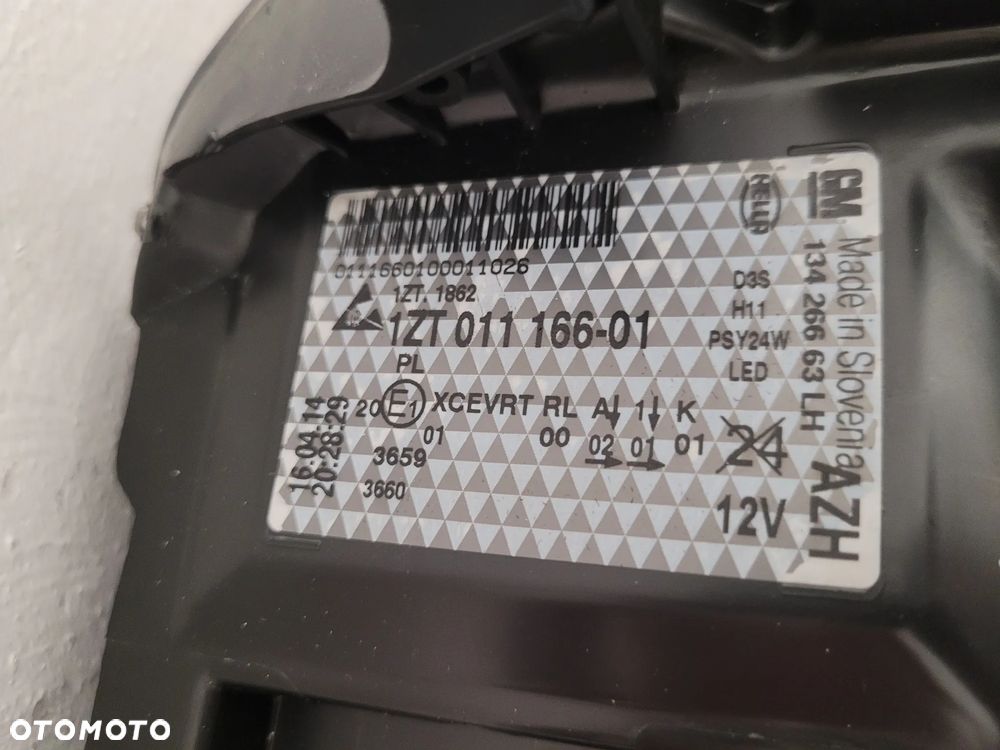 0111660100011026
1ZT. 1862
1ZT 011 166-01
PL
20 E1 XCEVRT RL A↓ 1↓ K
01 00 02 01 01
3659
3660
16:04:14
20:28:29
HELLA
D3S
H11
PSY24W
LED
24
12V
GM
134 266 63 LH
Made in Slovenia
AZH
OTOMOTO